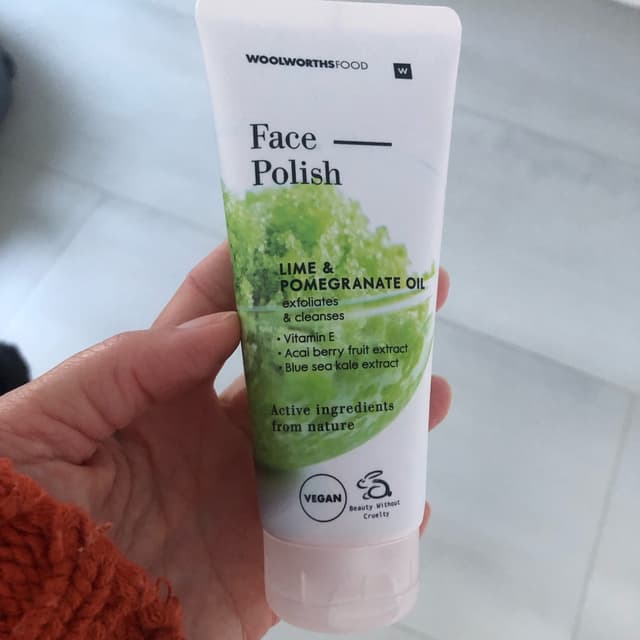 WOOLWORTHSFOOD
W
Face
Polish
LIME &
POMEGRANATE OIL
exfoliates
& cleanses
• Vitamin E
• Acai berry fruit extract
• Blue sea kale extract
Active ingredients
from nature
VEGAN
Beauty Without
Cruelty